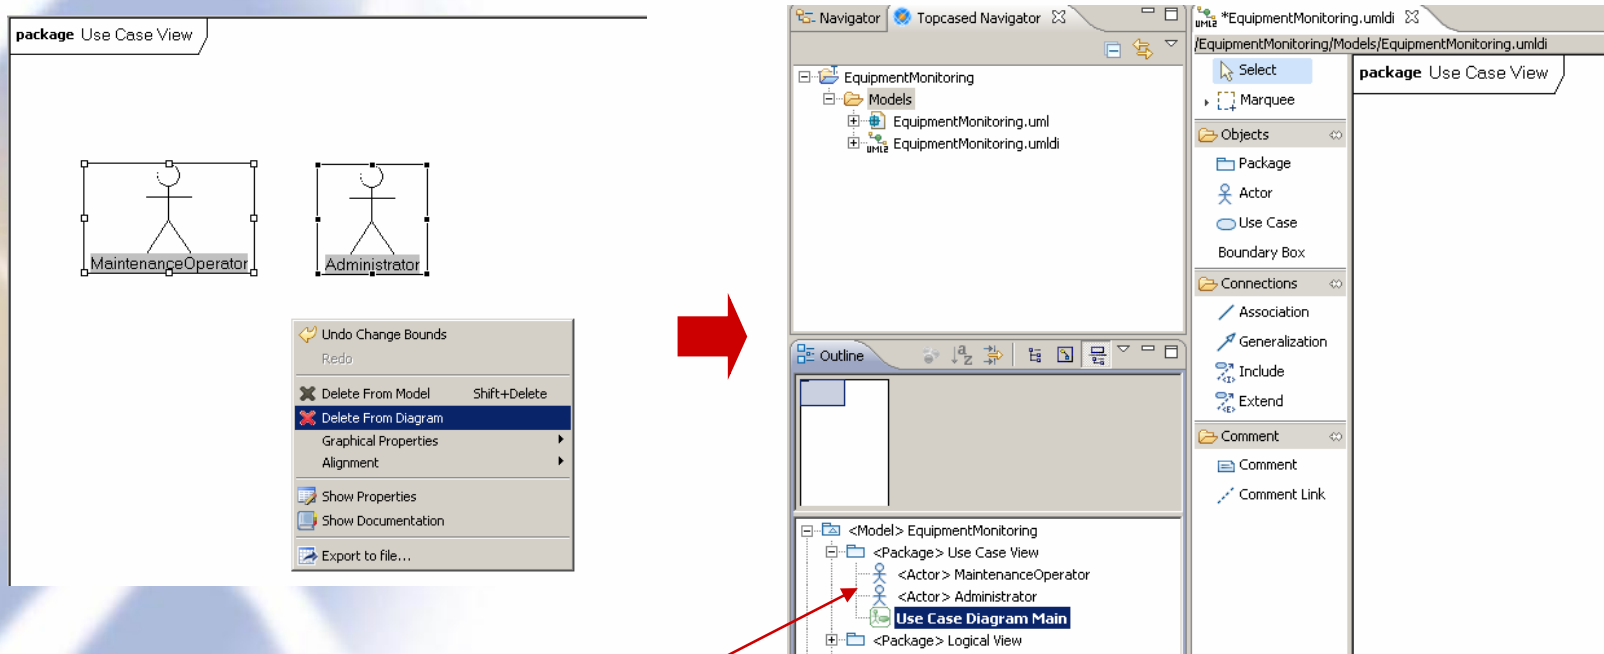 package Use Case View
MaintenanceOperator
Administrator
Undo Change Bounds
Redo
Delete From Model Shift+Delete
Delete From Diagram
Graphical Properties
Alignment
Show Properties
Show Documentation
Export to file...
Navigator Topcased Navigator
EquipmentMonitoring
Models
EquipmentMonitoring.uml
EquipmentMonitoring.umldi
Outline
<Model> EquipmentMonitoring
<Package> Use Case View
<Actor> MaintenanceOperator
<Actor> Administrator
Use Case Diagram Main
<Package> Logical View
*EquipmentMonitoring.umldi
/EquipmentMonitoring/Models/EquipmentMonitoring.umldi
Select
Marquee
Objects
Package
Actor
Use Case
Boundary Box
Connections
Association
Generalization
Include
Extend
Comment
Comment
Comment Link
package Use Case View